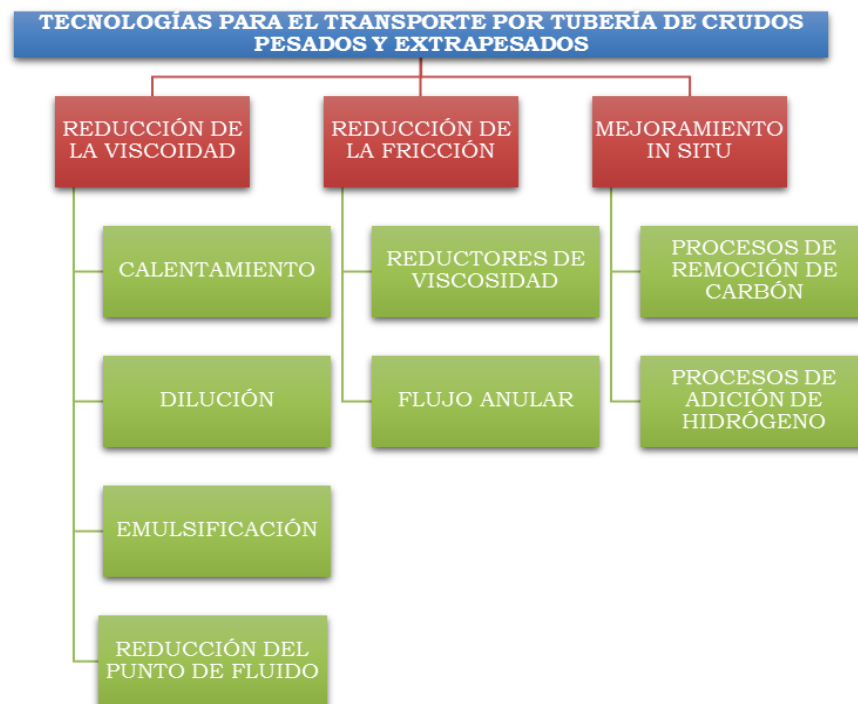 TECNOLOGÍAS PARA EL TRANSPORTE POR TUBERÍA DE CRUDOS
PESADOS Y EXTRAPESADOS
REDUCCIÓN DE
LA VISCOIDAD
REDUCCIÓN DE
LA FRICCIÓN
MEJORAMIENTO
IN SITU
CALENTAMIENTO
DILUCIÓN
EMULSIFICACIÓN
REDUCCIÓN DEL
PUNTO DE FLUIDO
REDUCTORES DE
VISCOSIDAD
FLUJO ANULAR
PROCESOS DE
REMOCIÓN DE
CARBÓN
PROCESOS DE
ADICIÓN DE
HIDRÓGENO